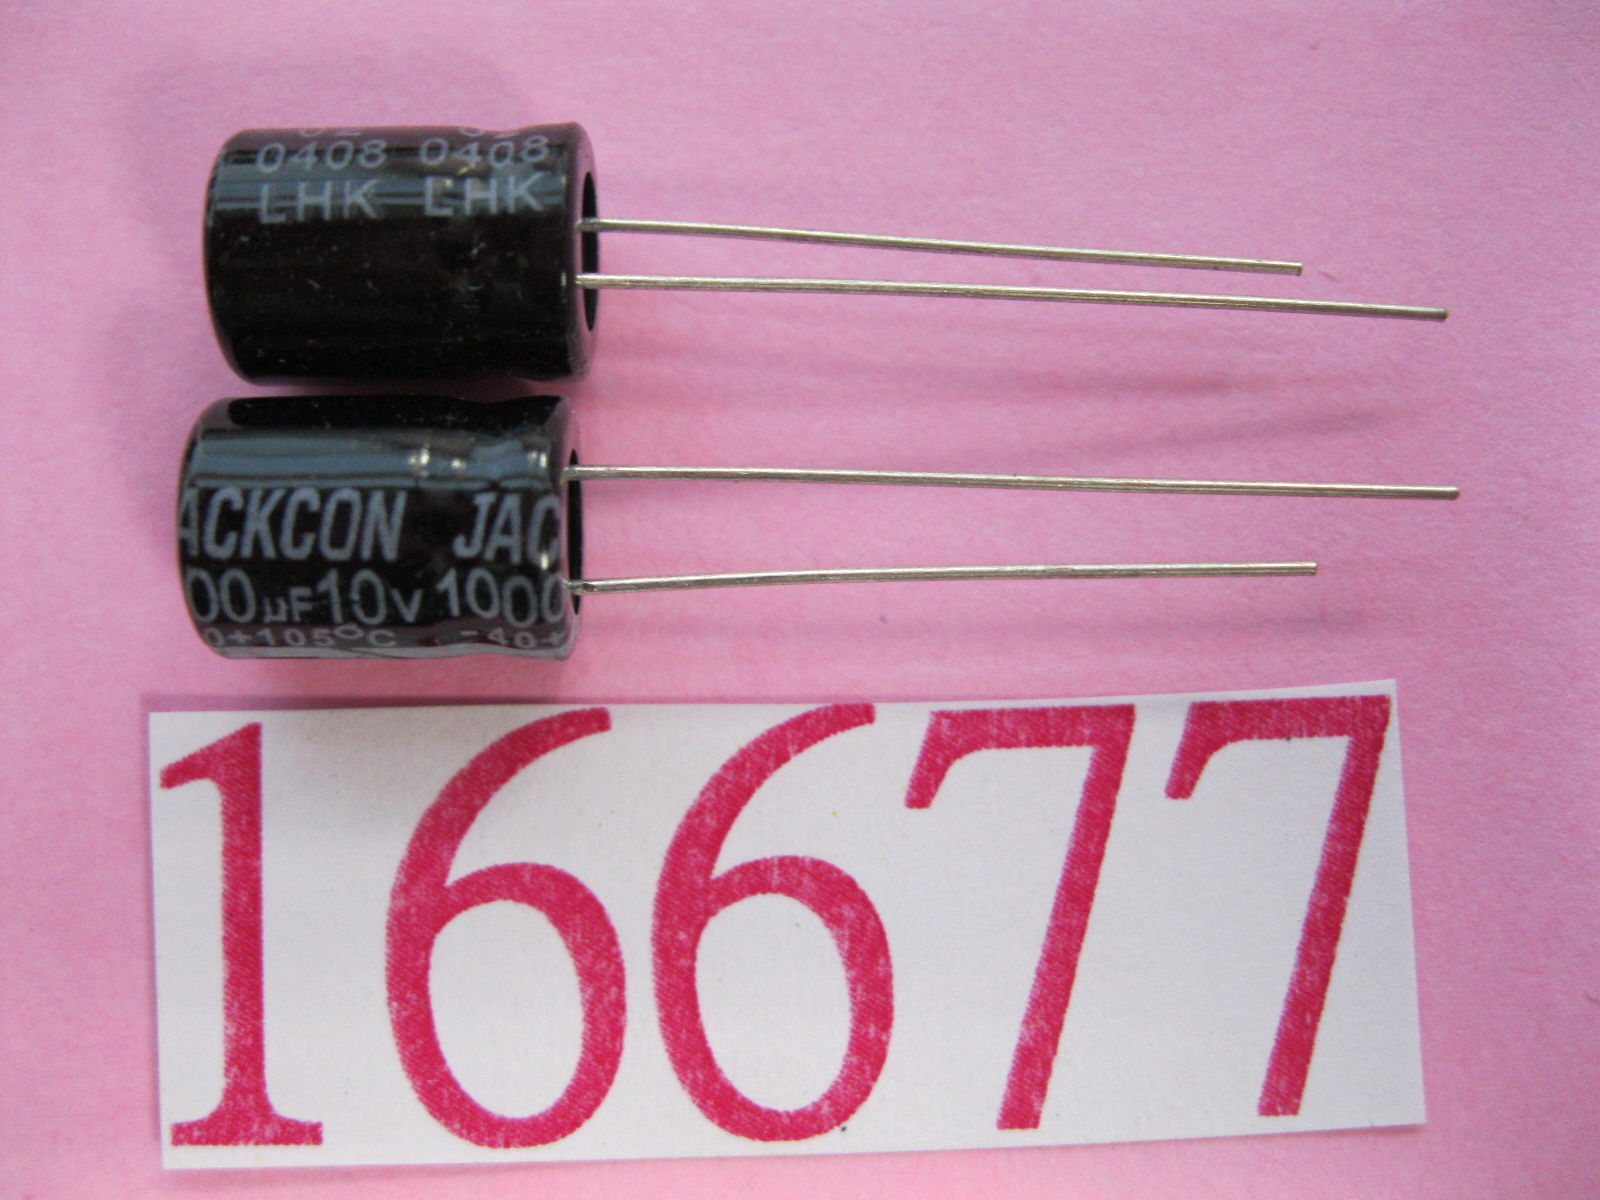 0408 0408
LHK LHK
ACKCON JAC
00µF10V 1000
0+105°C -40+
16677